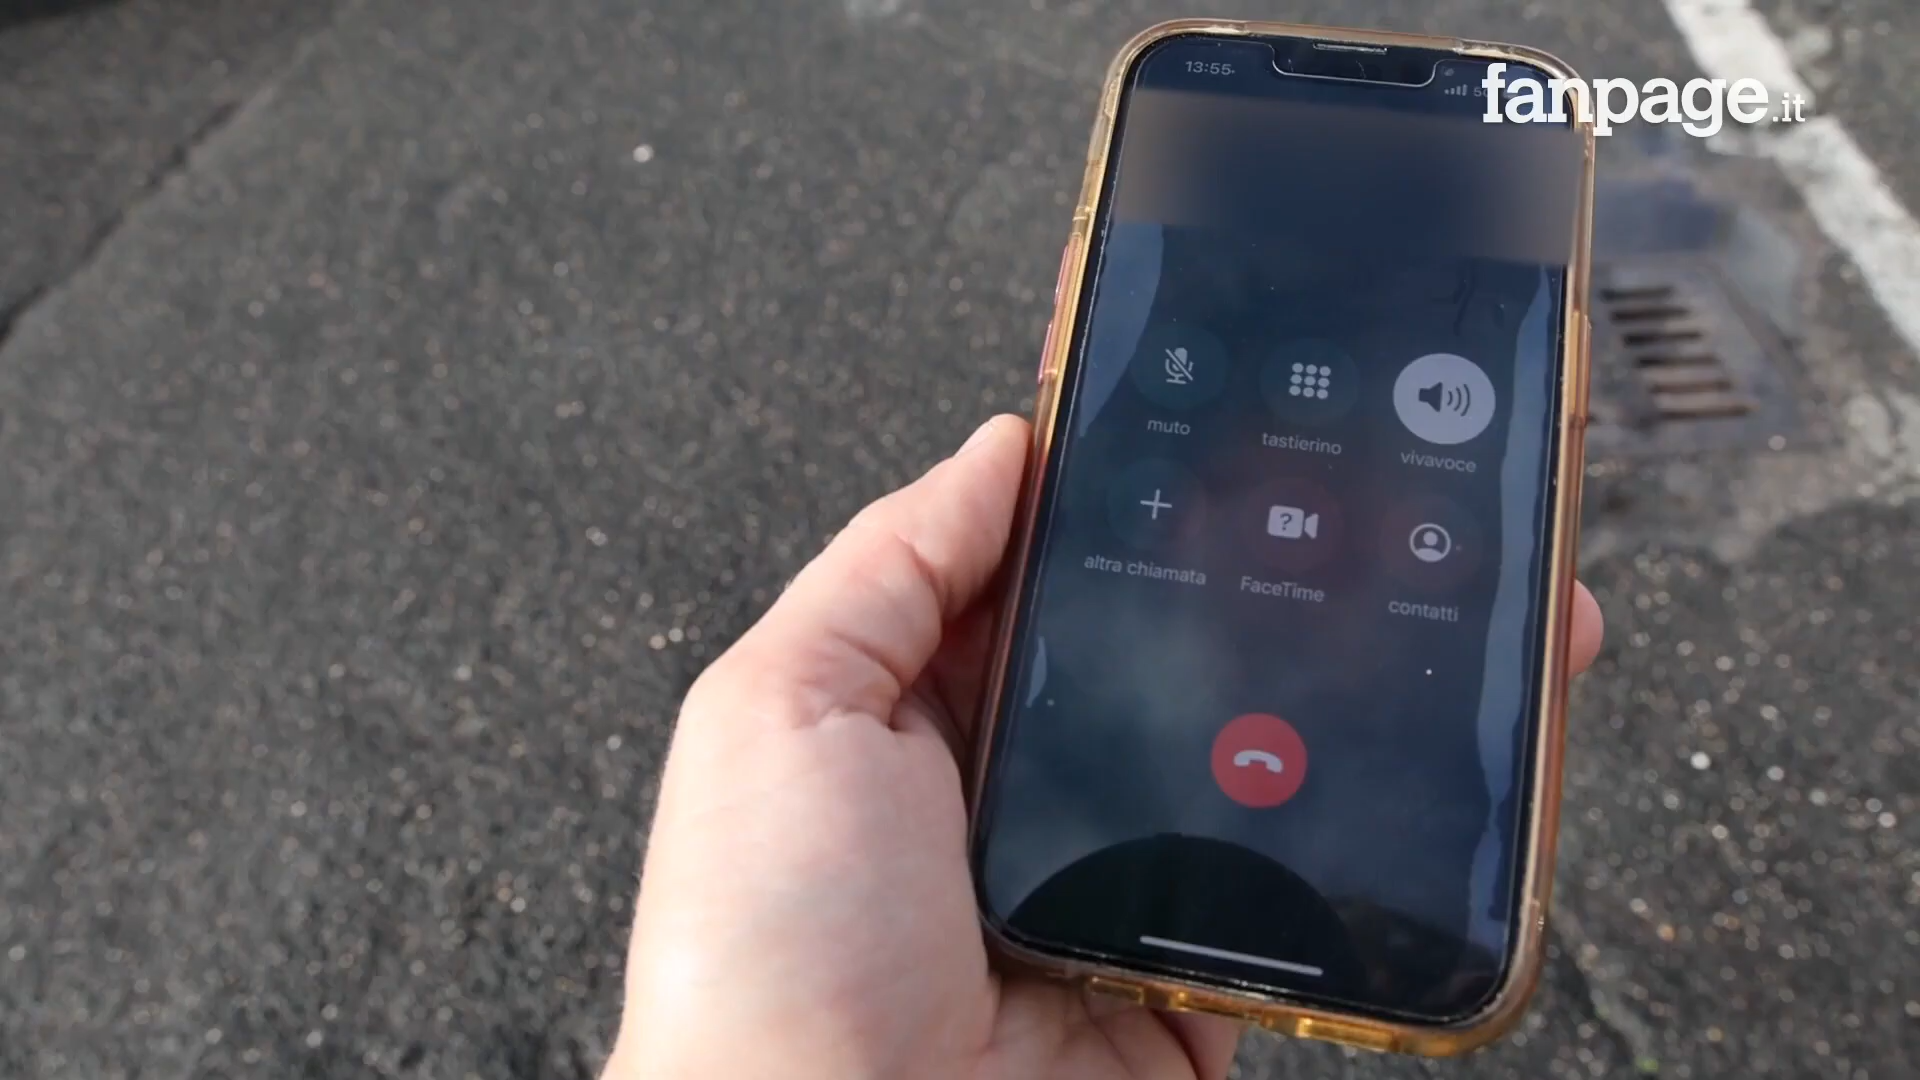 13:55
fanpage.it
muto
tastierino
vivavoce
altra chiamata
FaceTime
contatti